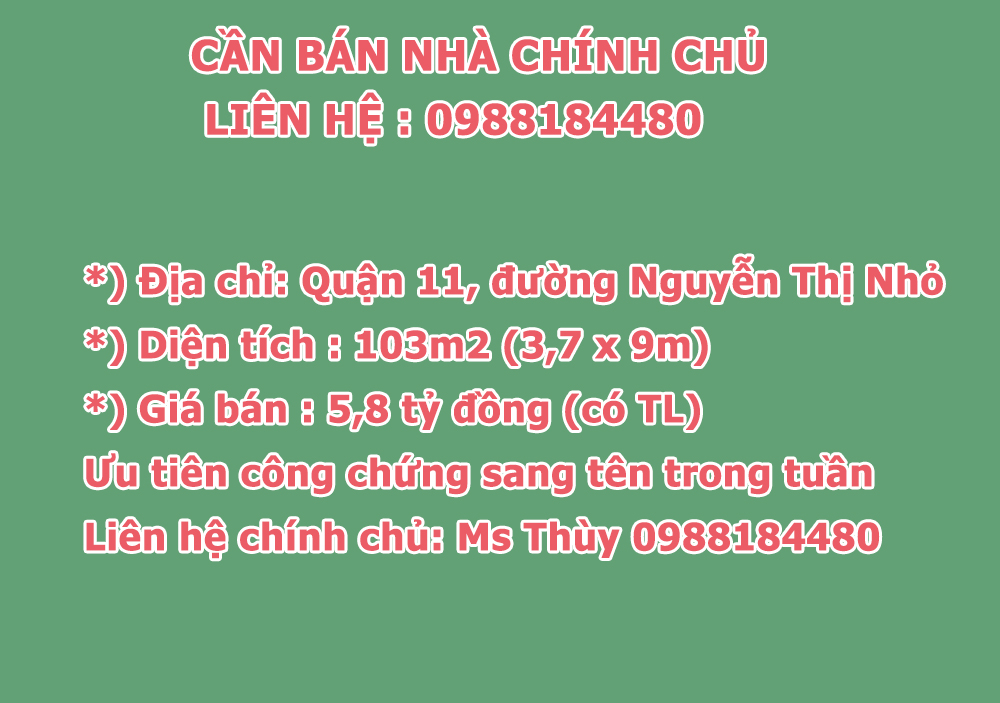 CẦN BÁN NHÀ CHÍNH CHỦ
LIÊN HỆ : 0988184480
*) Địa chỉ: Quận 11, đường Nguyễn Thị Nhỏ
*) Diện tích : 103m2 (3,7 x 9m)
*) Giá bán : 5,8 tỷ đồng (có TL)
Ưu tiên công chứng sang tên trong tuần
Liên hệ chính chủ: Ms Thùy 0988184480